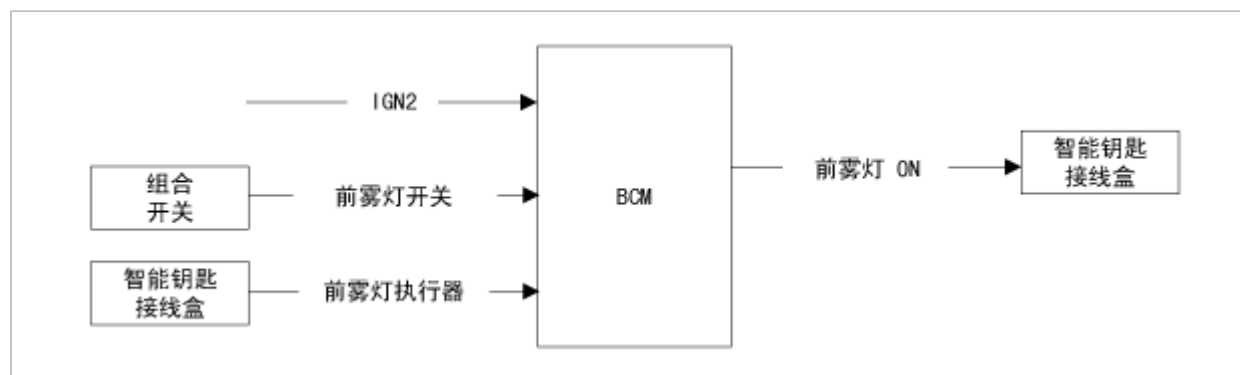 IGN2
组合
开关
前雾灯开关
智能钥匙
接线盒
前雾灯执行器
BCM
前雾灯 ON
智能钥匙
接线盒